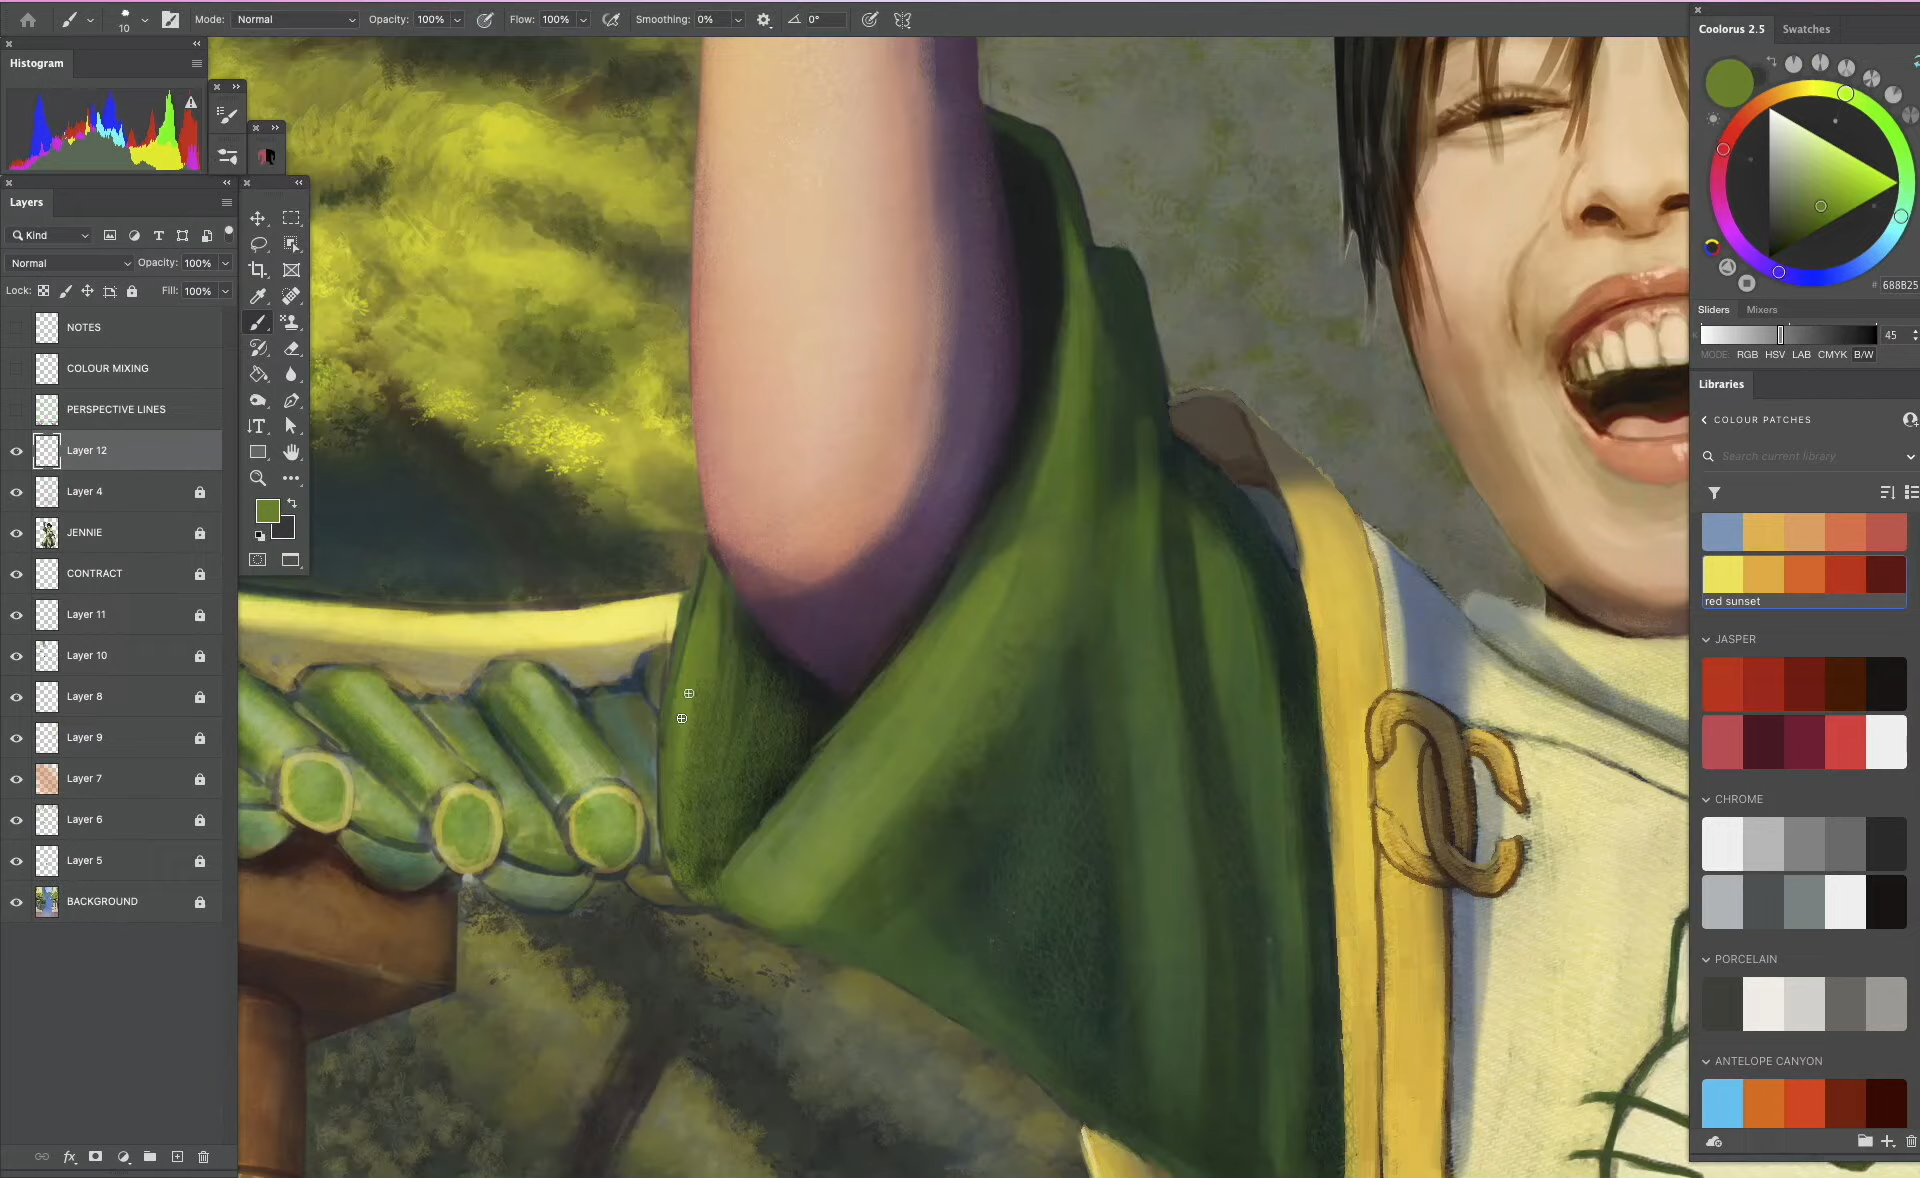 10
Mode: Normal
Opacity: 100%
Flow: 100%
Smoothing: 0%
0°
Histogram
Layers
Kind
Normal
Opacity: 100%
Lock:
Fill: 100%
NOTES
COLOUR MIXING
PERSPECTIVE LINES
Layer 12
Layer 4
JENNIE
CONTRACT
Layer 11
Layer 10
Layer 8
Layer 9
Layer 7
Layer 6
Layer 5
BACKGROUND
fx
Coolorus 2.5
Swatches
# 688B25
Sliders
Mixers
K
45
MODE: RGB HSV LAB CMYK B/W
Libraries
COLOUR PATCHES
Search current library
red sunset
JASPER
CHROME
PORCELAIN
ANTELOPE CANYON